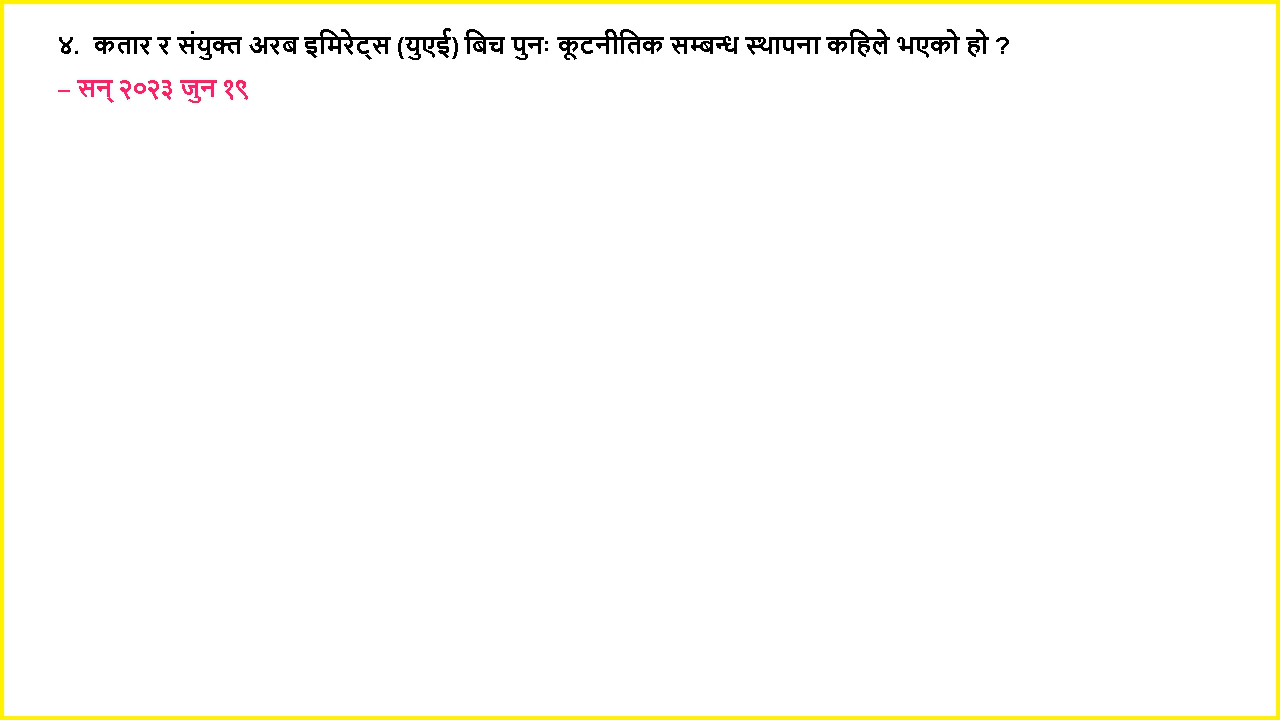 ४. कतार र संयुक्त अरब इमिरेट्स (युएई) बिच पुनः कूटनीतिक सम्बन्ध स्थापना कहिले भएको हो ?
– सन् २०२३ जुन १९